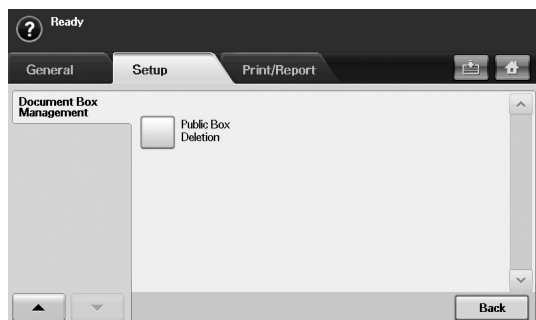 ?
Ready
General
Setup
Print/Report
Document Box
Management
Public Box
Deletion
Back